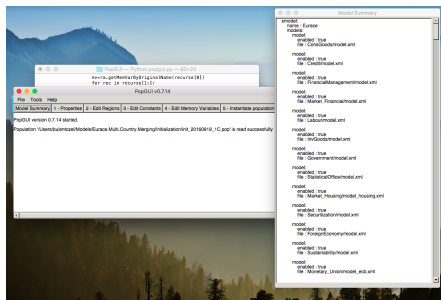 PopGUI — Python popgui.py — 80×24
mv=ra.getMemVarByOriginalName(recurse[0])
for rec in recurse[1:]:
PopGUI v0.7.14
File Tools Help
Model Summary 1 - Properties 2 - Edit Regions 3 - Edit Constants 4 - Edit Memory Variables 5 - Instantiate population
PopGUI version 0.7.14 started.
Population '/Users/bulentozel/Models/Eurace.Multi.Country.Merging/Initialization/init_20160919_1C.pop' is read successfully
Model Summary
xmodel:
name : Eurace
models:
model:
enabled : true
file : ConsGoods/model.xml
model:
enabled : true
file : Credit/model.xml
model:
enabled : true
file : FinancialManagement/model.xml
model:
enabled : true
file : Market_Financial/model.xml
model:
enabled : true
file : Labour/model.xml
model:
enabled : true
file : InvGoods/model.xml
model:
enabled : true
file : Government/model.xml
model:
enabled : true
file : StatisticalOffice/model.xml
model:
enabled : true
file : Market_Housing/model_housing.xml
model:
enabled : true
file : Securitization/model.xml
model:
enabled : true
file : ForeignEconomy/model.xml
model:
enabled : true
file : Sustainability/model.xml
model:
enabled : true
file : Monetary_Union/model_ecb.xml